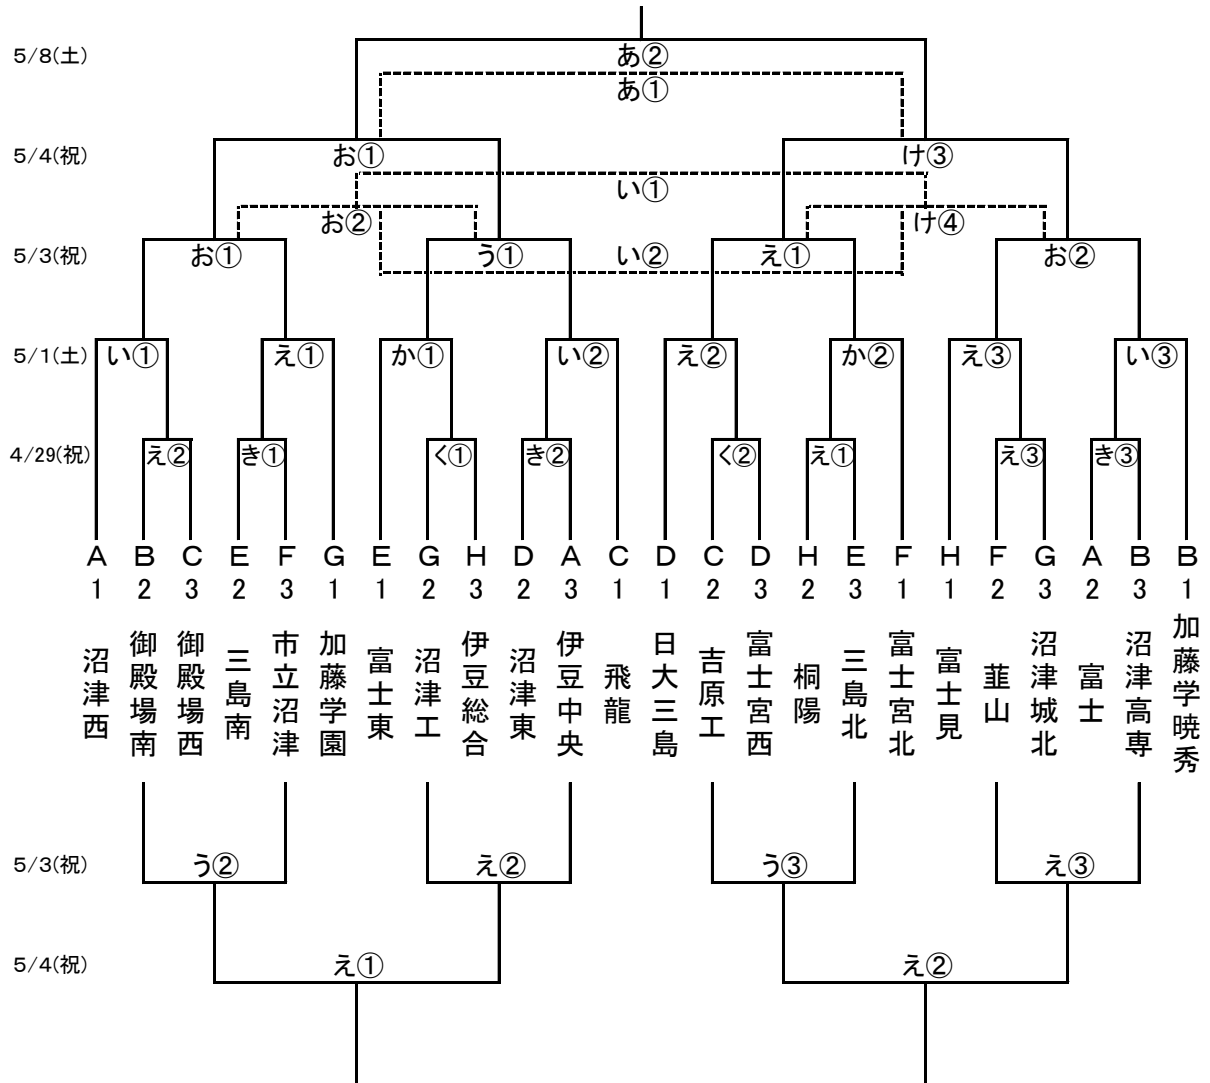 5/8(土)
あ②
あ①
5/4(祝)
お① け③
い①
お② け④
5/3(祝)
お① う① い② え① お②
5/1(土)
い① え① か① い② え② か② え③ い③
4/29(祝)
え② き① く① き② く② え① え③ き③
A B C E F G E G H D A C D C D H E F H F G A B B
1 2 3 2 3 1 1 2 3 2 3 1 1 2 3 2 3 1 1 2 3 2 3 1
沼津西
御殿場南
御殿場西
三島南
市立沼津
加藤学園
富士東
沼津工
伊豆総合
沼津東
伊豆中央
飛龍
日大三島
吉原工
富士宮西
桐陽
三島北
富士宮北
富士見
韮山
沼津城北
富士
沼津高専
加藤学暁秀
5/3(祝)
う② え② う③ え③
5/4(祝)
え① え②